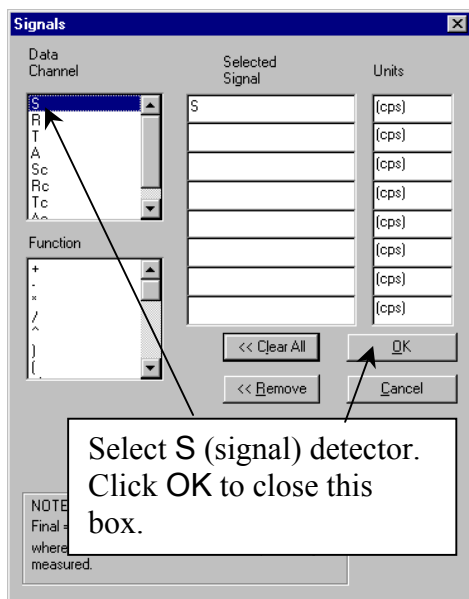 Signals
Data
Channel
Selected
Signal
Units
S
R
T
A
Sc
Rc
Tc
S
(cps)
(cps)
(cps)
(cps)
(cps)
(cps)
(cps)
(cps)
Function
+
-
*
/
^
)
(
<< Clear All
OK
<< Remove
Cancel
Select S (signal) detector.
Click OK to close this
box.
NOTE
Final =
where
measured.